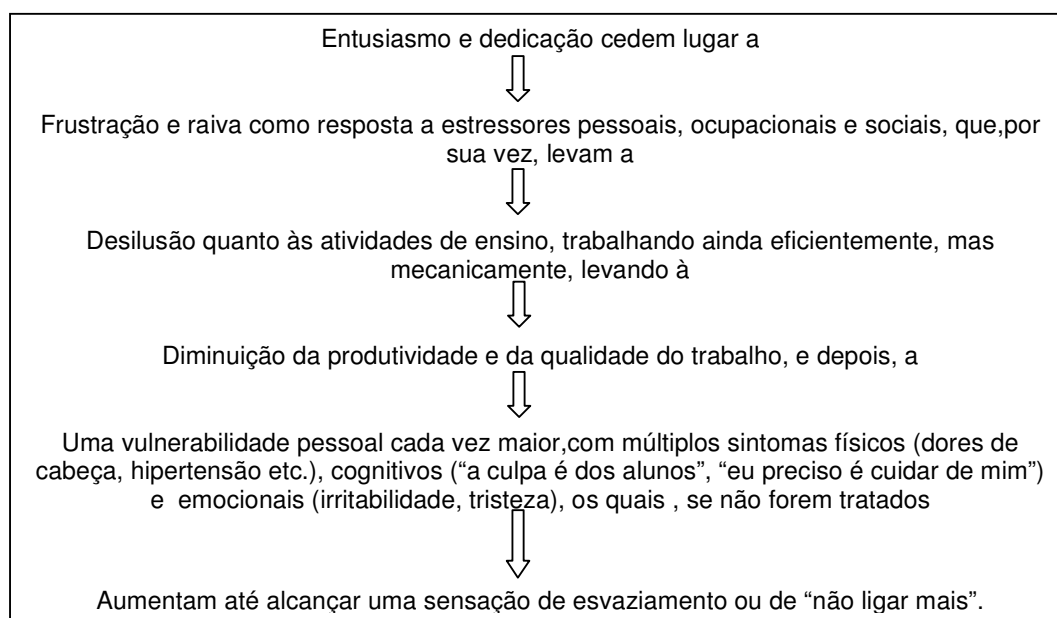 Entusiasmo e dedicação cedem lugar a
Frustração e raiva como resposta a estressores pessoais, ocupacionais e sociais, que,por
sua vez, levam a
Desilusão quanto às atividades de ensino, trabalhando ainda eficientemente, mas
mecanicamente, levando à
Diminuição da produtividade e da qualidade do trabalho, e depois, a
Uma vulnerabilidade pessoal cada vez maior,com múltiplos sintomas físicos (dores de
cabeça, hipertensão etc.), cognitivos (“a culpa é dos alunos”, “eu preciso é cuidar de mim”)
e emocionais (irritabilidade, tristeza), os quais , se não forem tratados
Aumentam até alcançar uma sensação de esvaziamento ou de “não ligar mais”.